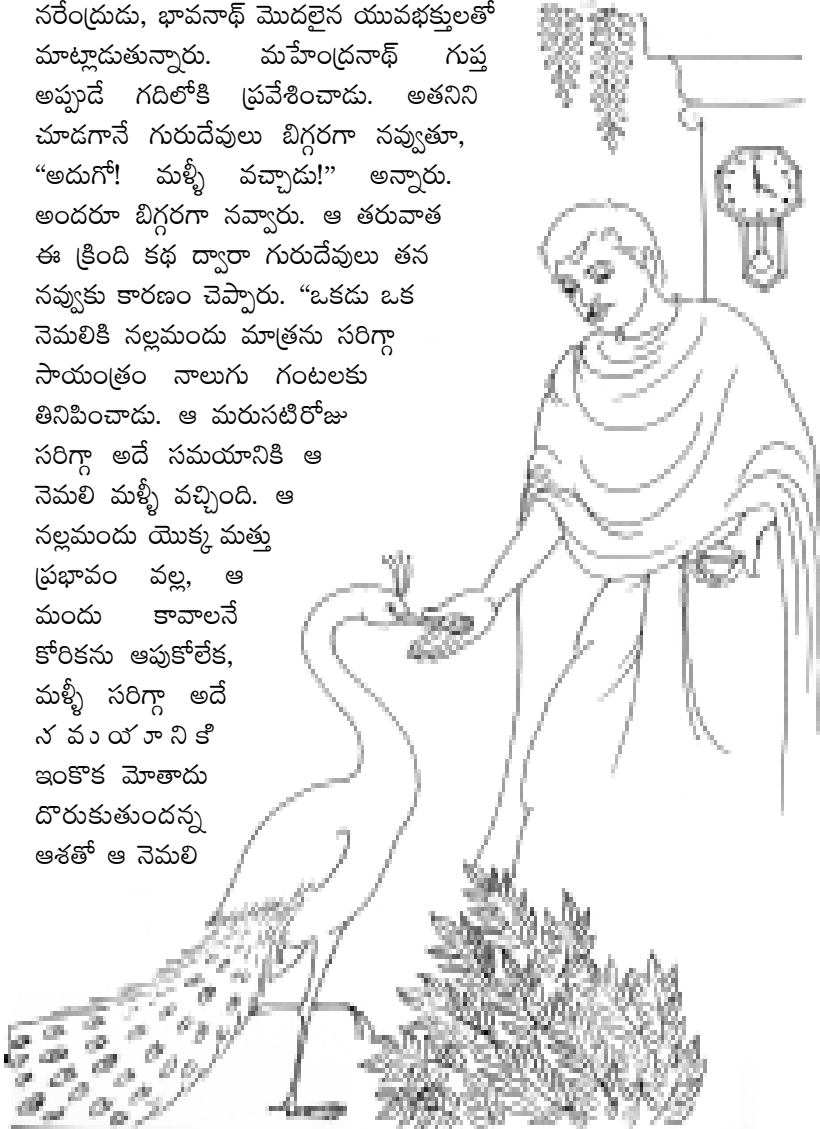 నరేంద్రుడు, భావనాథ్ మొదలైన యువభక్తులతో
మాట్లాడుతున్నారు. మహేంద్రనాథ్ గుప్త
అప్పుడే గదిలోకి ప్రవేశించాడు. అతనిని
చూడగానే గురుదేవులు బిగ్గరగా నవ్వుతూ,
“అదుగో! మళ్ళీ వచ్చాడు!” అన్నారు.
అందరూ బిగ్గరగా నవ్వారు. ఆ తరువాత
ఈ క్రింది కథ ద్వారా గురుదేవులు తన
నవ్వుకు కారణం చెప్పారు. “ఒకడు ఒక
నెమలికి నల్లమందు మాత్రను సరిగ్గా
సాయంత్రం నాలుగు గంటలకు
తినిపించాడు. ఆ మరుసటిరోజు
సరిగ్గా అదే సమయానికి ఆ
నెమలి మళ్ళీ వచ్చింది. ఆ
నల్లమందు యొక్క మత్తు
ప్రభావం వల్ల, ఆ
మందు కావాలనే
కోరికను ఆపుకోలేక,
మళ్ళీ సరిగ్గా అదే
సమయానికి
ఇంకొక మోతాదు
దొరుకుతుందన్న
ఆశతో ఆ నెమలి